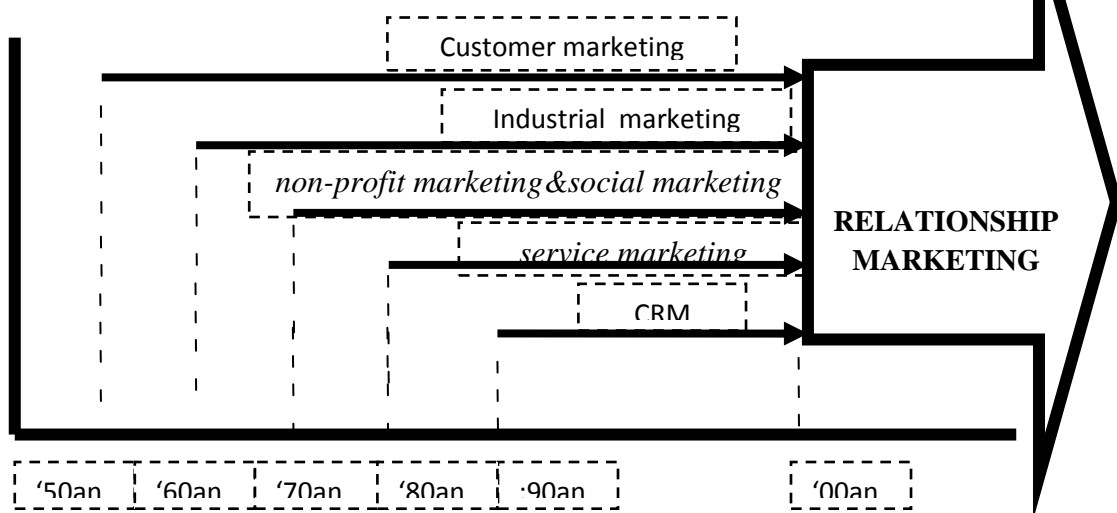 Customer marketing
Industrial marketing
non-profit marketing&social marketing
service marketing
CRM
RELATIONSHIP
MARKETING
‘50an ‘60an ‘70an ‘80an :90an ‘00an